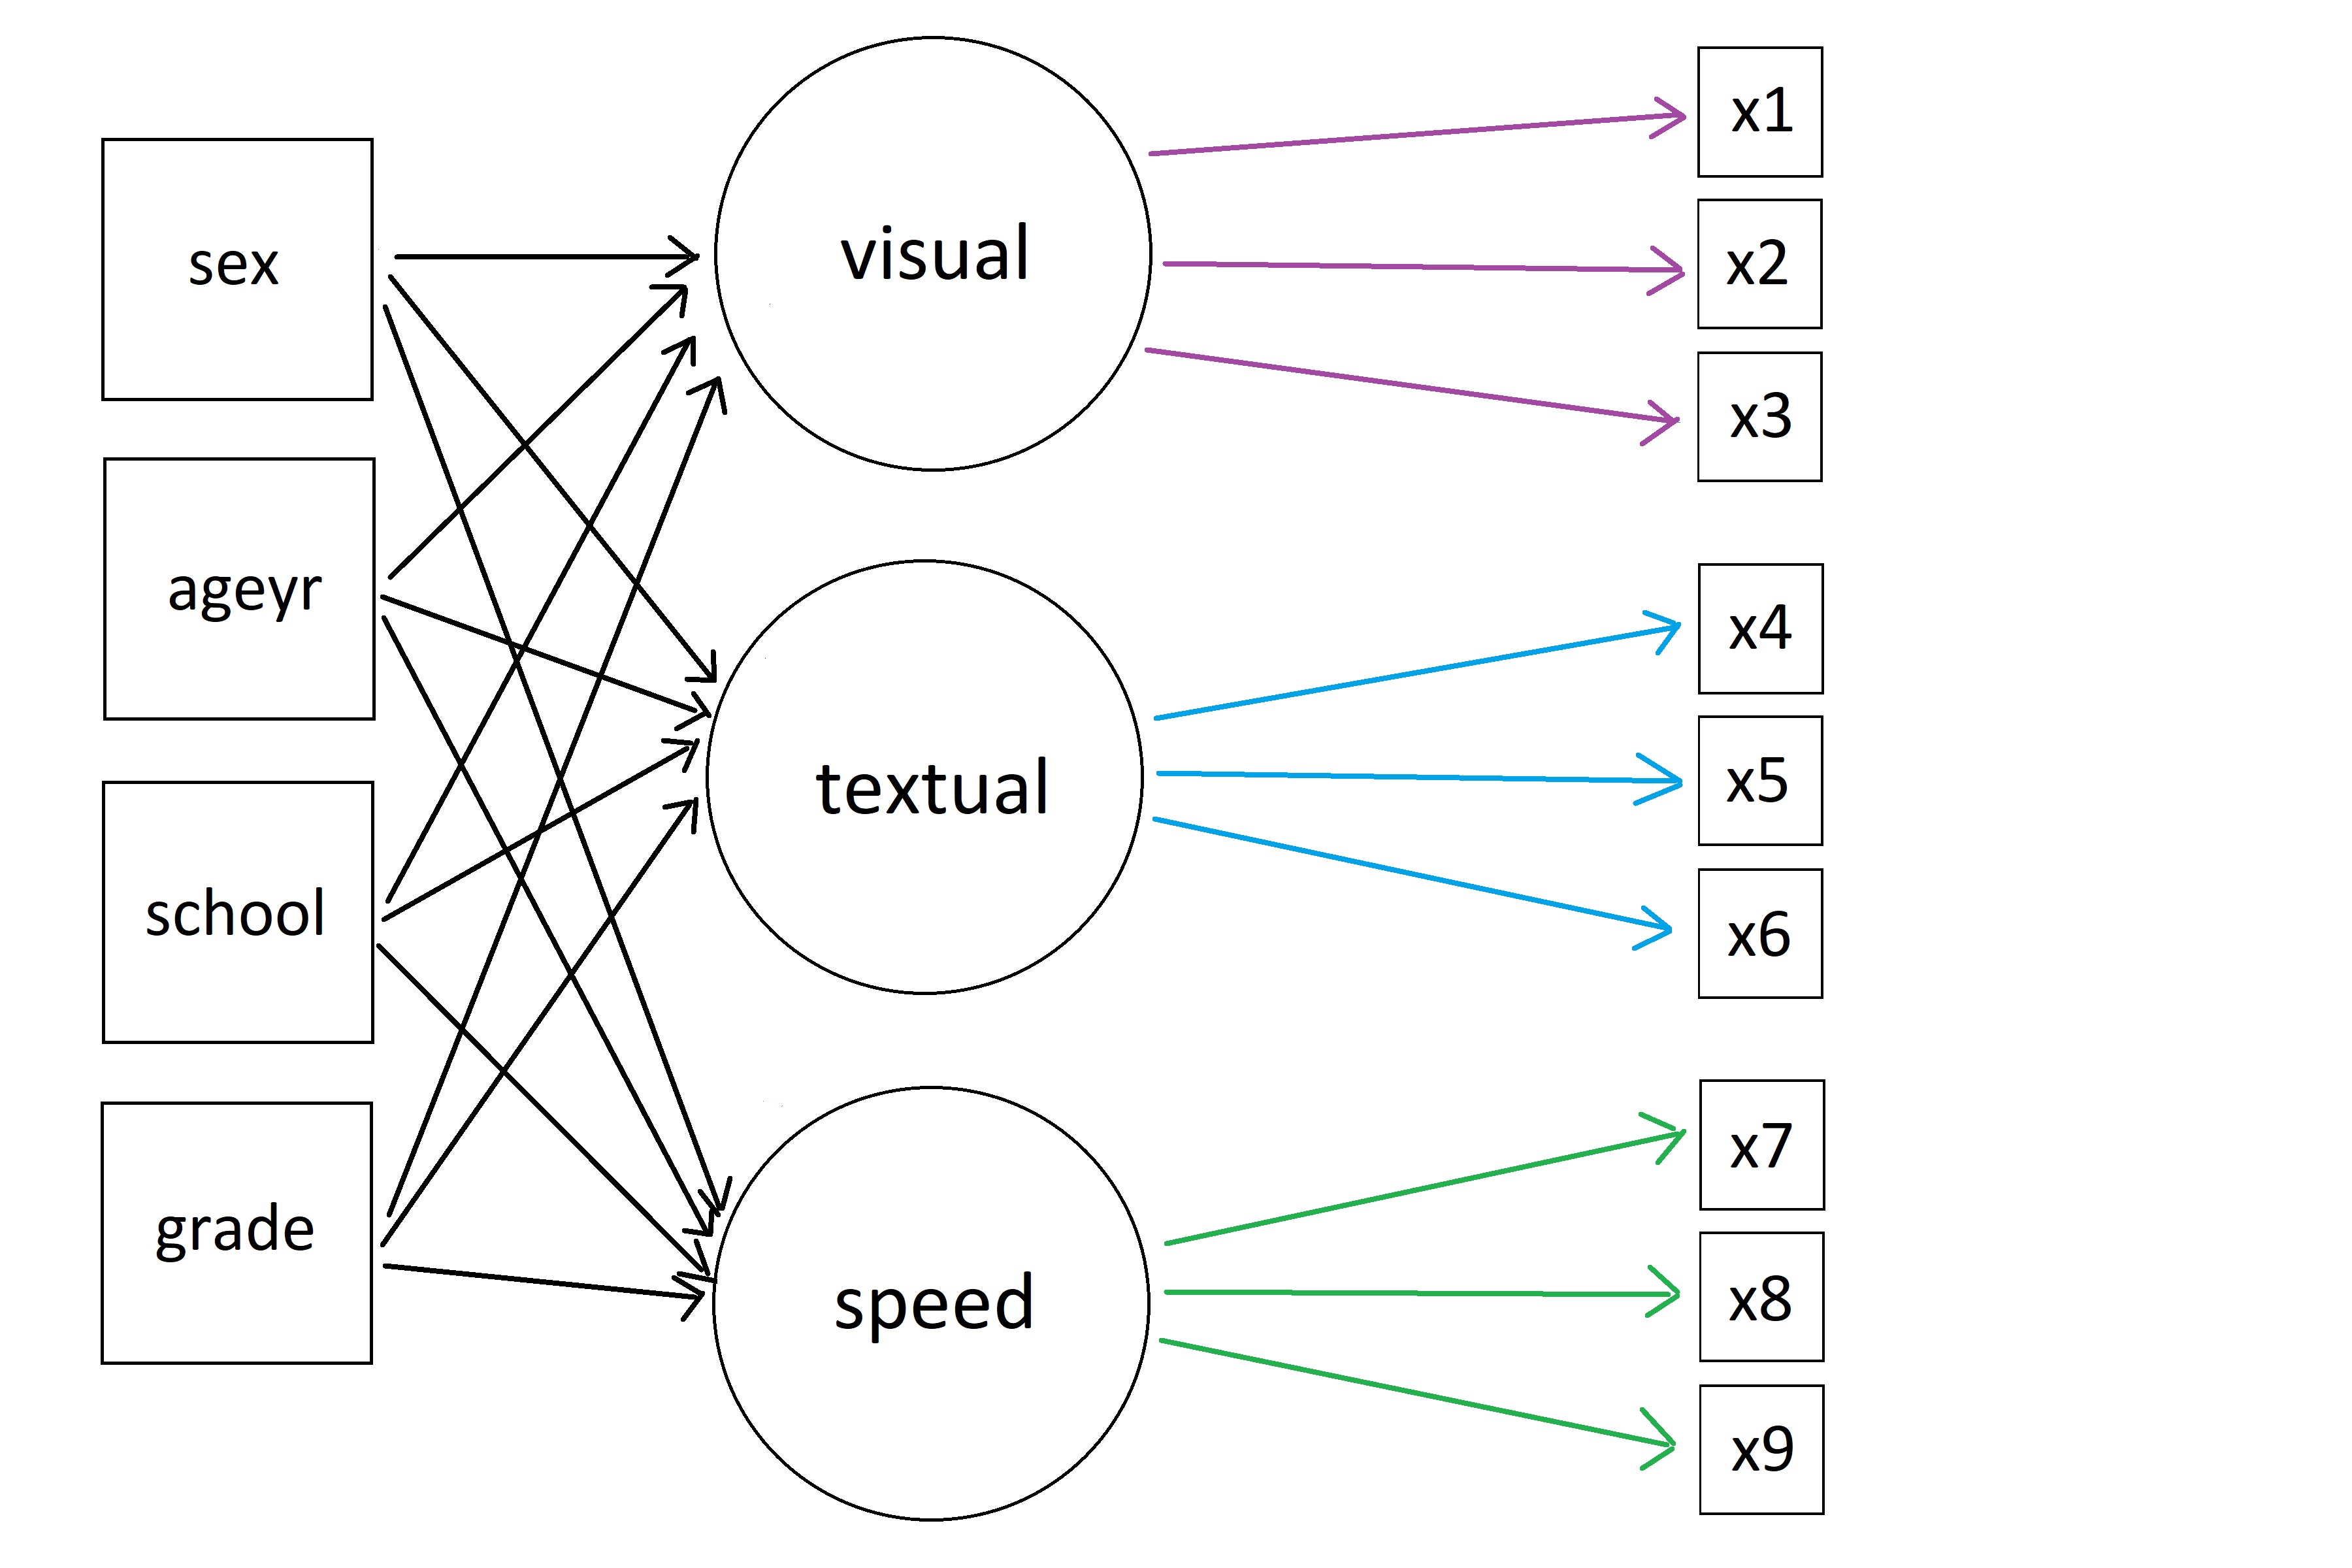 sex
ageyr
school
grade
visual
textual
speed
x1
x2
x3
x4
x5
x6
x7
x8
x9